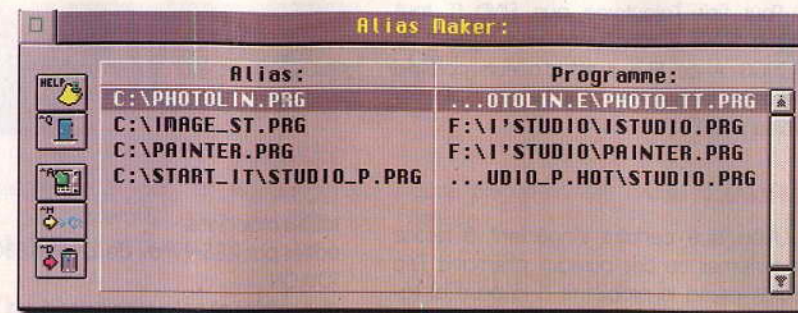 Alias Maker:
Alias: Programme:
HELP
C:\PHOTOLIN.PRG ...OTOLIN.E\PHOTO_TT.PRG
^Q
C:\IMAGE_ST.PRG F:\I'STUDIO\ISTUDIO.PRG
C:\PAINTER.PRG F:\I'STUDIO\PAINTER.PRG
^A
C:\START_IT\STUDIO_P.PRG ...UDIO_P.HOT\STUDIO.PRG
^H
^D